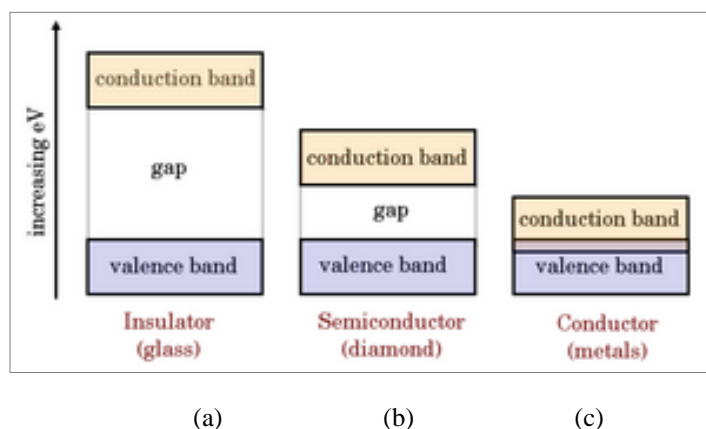 increasing eV
conduction band
gap
valence band
Insulator
(glass)
conduction band
gap
valence band
Semiconductor
(diamond)
conduction band
valence band
Conductor
(metals)
(a) (b) (c)